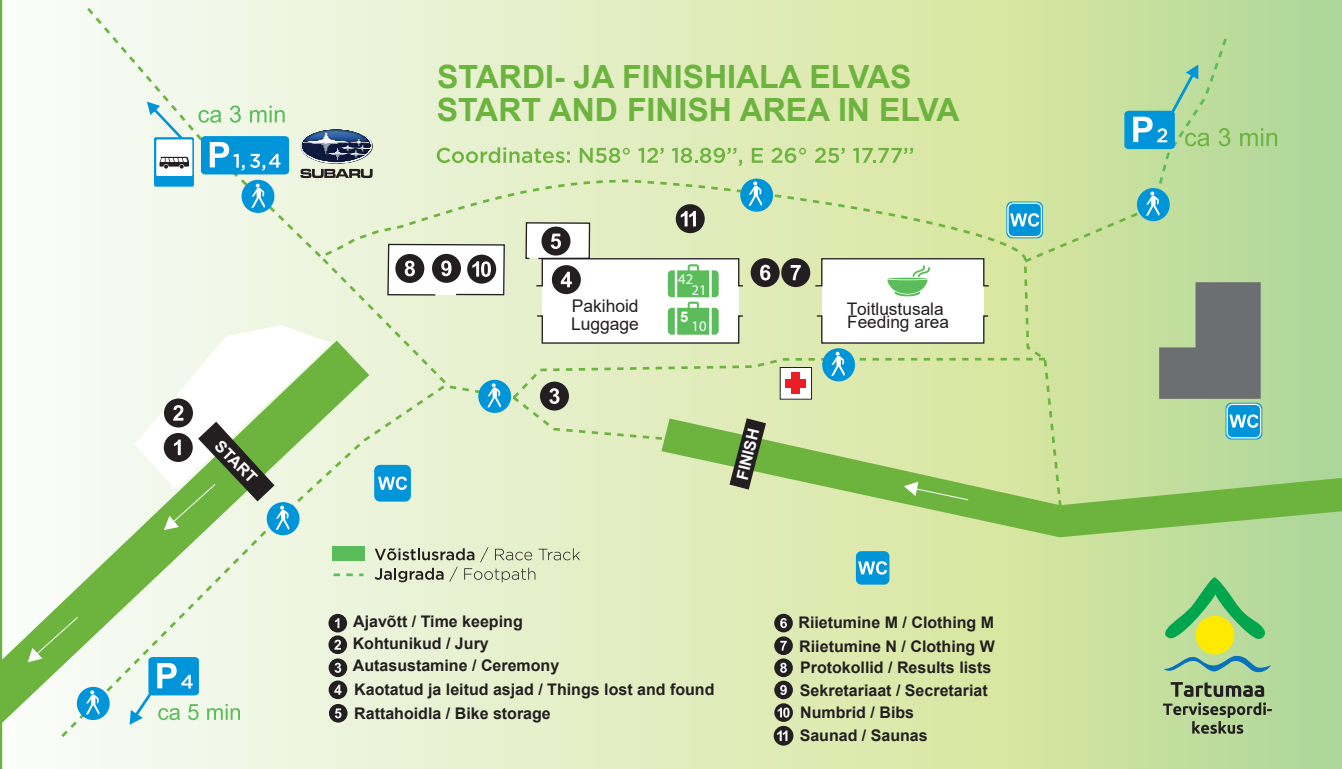 STARDI- JA FINISHIALA ELVAS
START AND FINISH AREA IN ELVA
Coordinates: N58° 12’ 18.89’’, E 26° 25’ 17.77’’
ca 3 min
P 1, 3, 4
SUBARU
P 2
ca 3 min
WC
11
5
8 9 10
4
42
21
6 7
Pakihoid
Luggage
5
10
Toitlustusala
Feeding area
3
2
1
START
FINISH
WC
WC
Võistlusrada / Race Track
Jalgrada / Footpath
WC
1 Ajavõtt / Time keeping
2 Kohtunikud / Jury
3 Autasustamine / Ceremony
4 Kaotatud ja leitud asjad / Things lost and found
5 Rattahoidla / Bike storage
6 Riietumine M / Clothing M
7 Riietumine N / Clothing W
8 Protokollid / Results lists
9 Sekretariaat / Secretariat
10 Numbrid / Bibs
11 Saunad / Saunas
P 4
ca 5 min
Tartumaa
Tervisespordi-
keskus